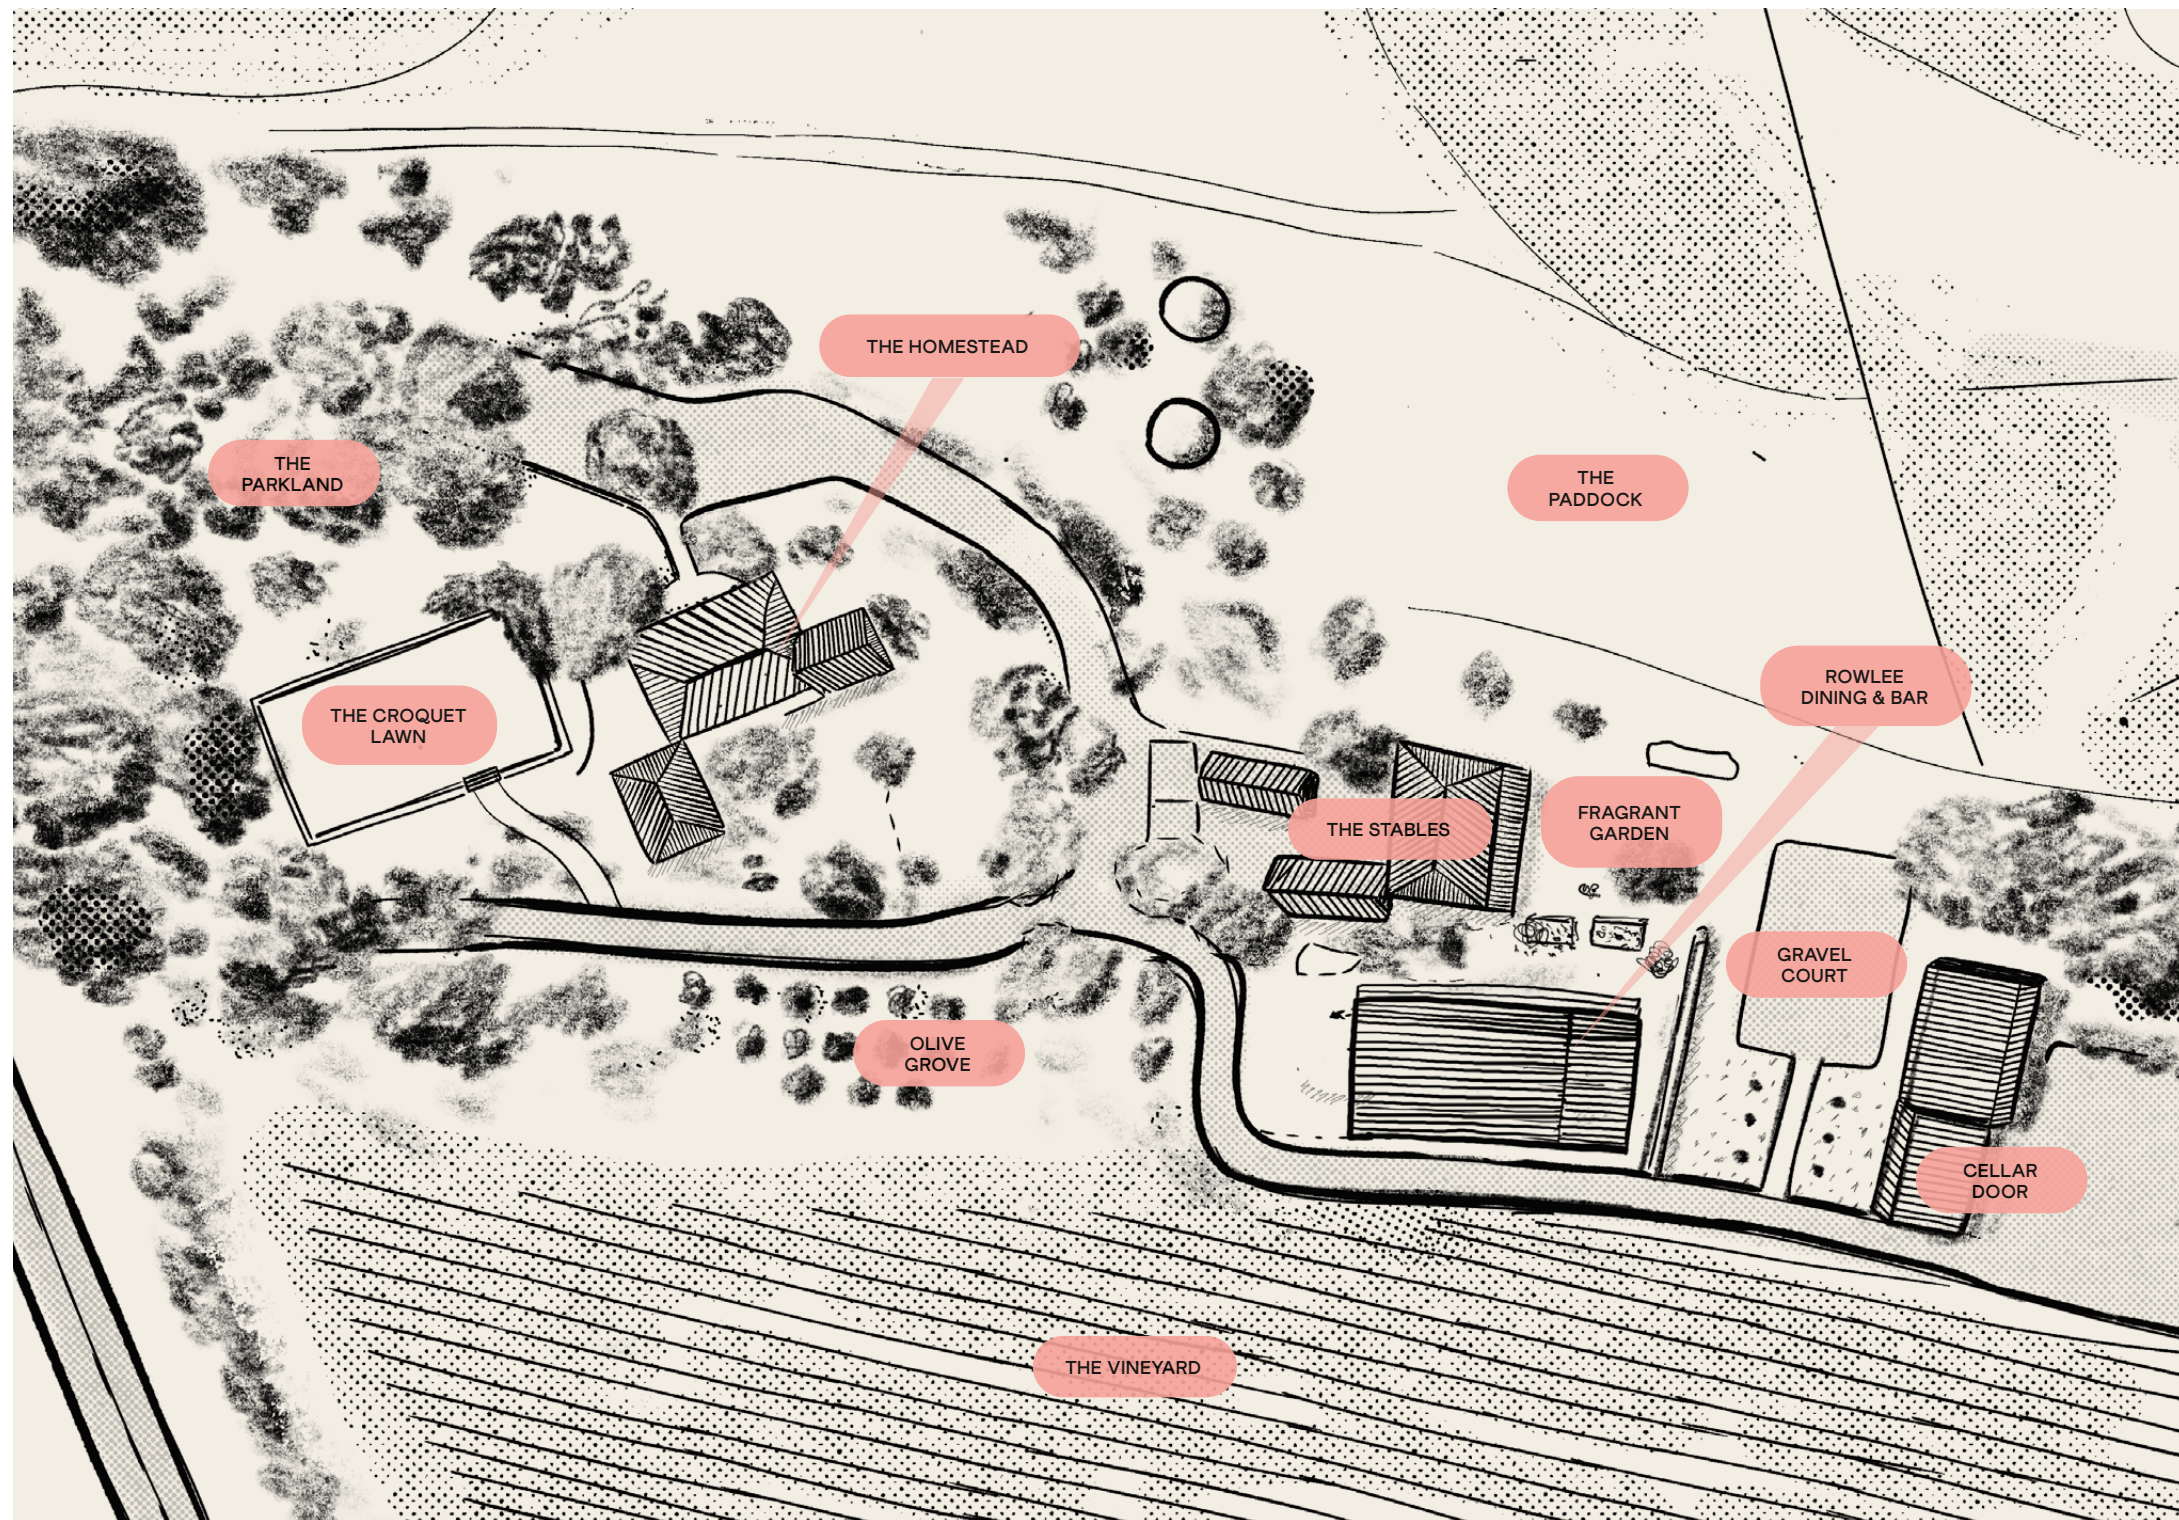 THE HOMESTEAD
THE
PARKLAND
THE
PADDOCK
ROWLEE
DINING & BAR
THE CROQUET
LAWN
THE STABLES
FRAGRANT
GARDEN
GRAVEL
COURT
OLIVE
GROVE
CELLAR
DOOR
THE VINEYARD